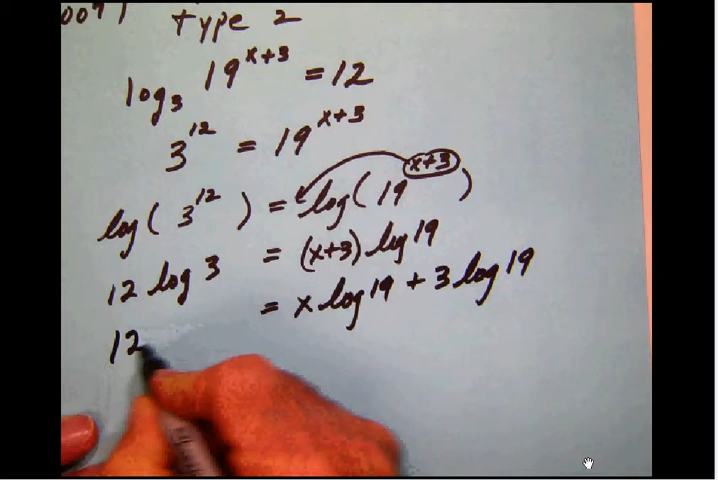 type 2
log₃ 19^(x+3) = 12
3^12 = 19^(x+3)
log( 3^12 ) = log( 19^(x+3) )
12 log 3 = (x+3) log 19
= x log 19 + 3 log 19
12